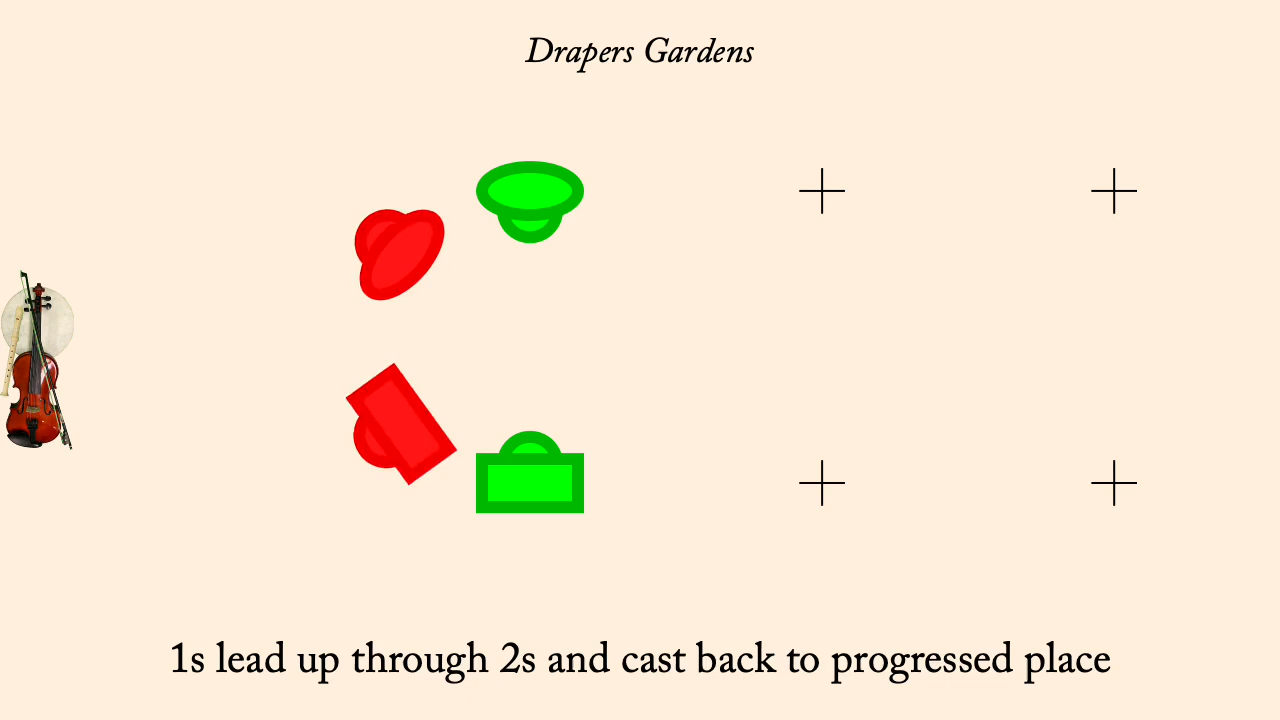 Drapers Gardens
1s lead up through 2s and cast back to progressed place